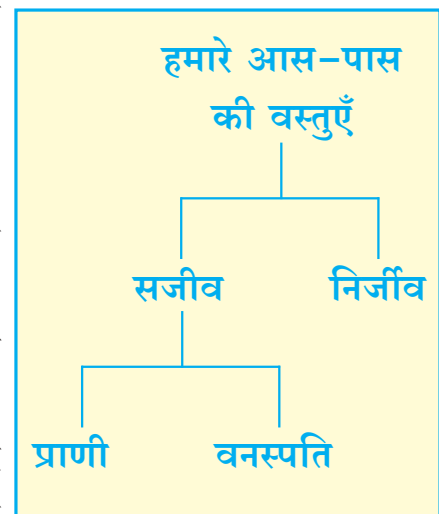 हमारे आस-पास
की वस्तुएँ
सजीव निर्जीव
प्राणी वनस्पति